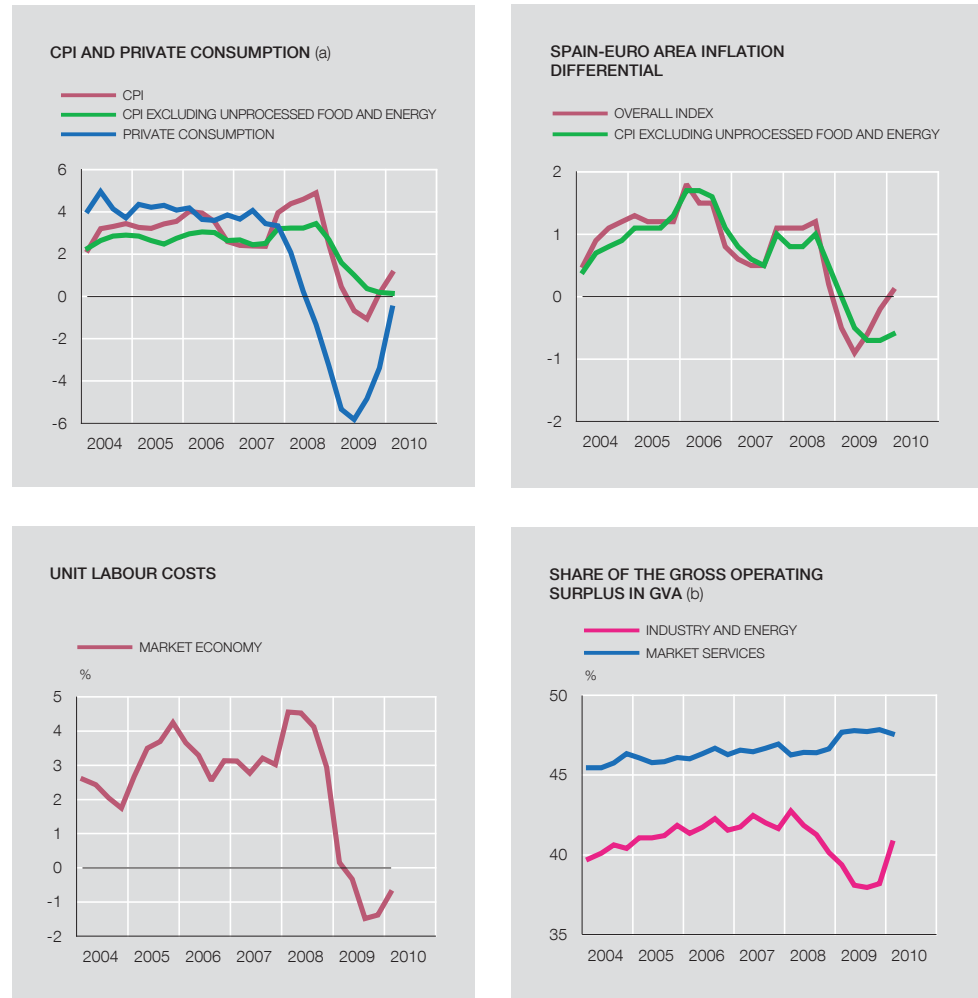 CPI AND PRIVATE CONSUMPTION (a)
CPI
CPI EXCLUDING UNPROCESSED FOOD AND ENERGY
PRIVATE CONSUMPTION
6
4
2
0
-2
-4
-6
2004 2005 2006 2007 2008 2009 2010
SPAIN-EURO AREA INFLATION
DIFFERENTIAL
OVERALL INDEX
CPI EXCLUDING UNPROCESSED FOOD AND ENERGY
2
1
0
-1
-2
2004 2005 2006 2007 2008 2009 2010
UNIT LABOUR COSTS
MARKET ECONOMY
%
5
4
3
2
1
0
-1
-2
2004 2005 2006 2007 2008 2009 2010
SHARE OF THE GROSS OPERATING
SURPLUS IN GVA (b)
INDUSTRY AND ENERGY
MARKET SERVICES
%
50
45
40
35
2004 2005 2006 2007 2008 2009 2010